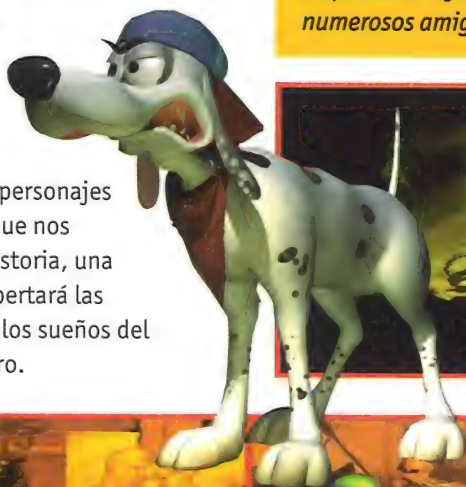 numerosos amig
personajes
ue nos
storia, una
pertará las
los sueños del
ro.